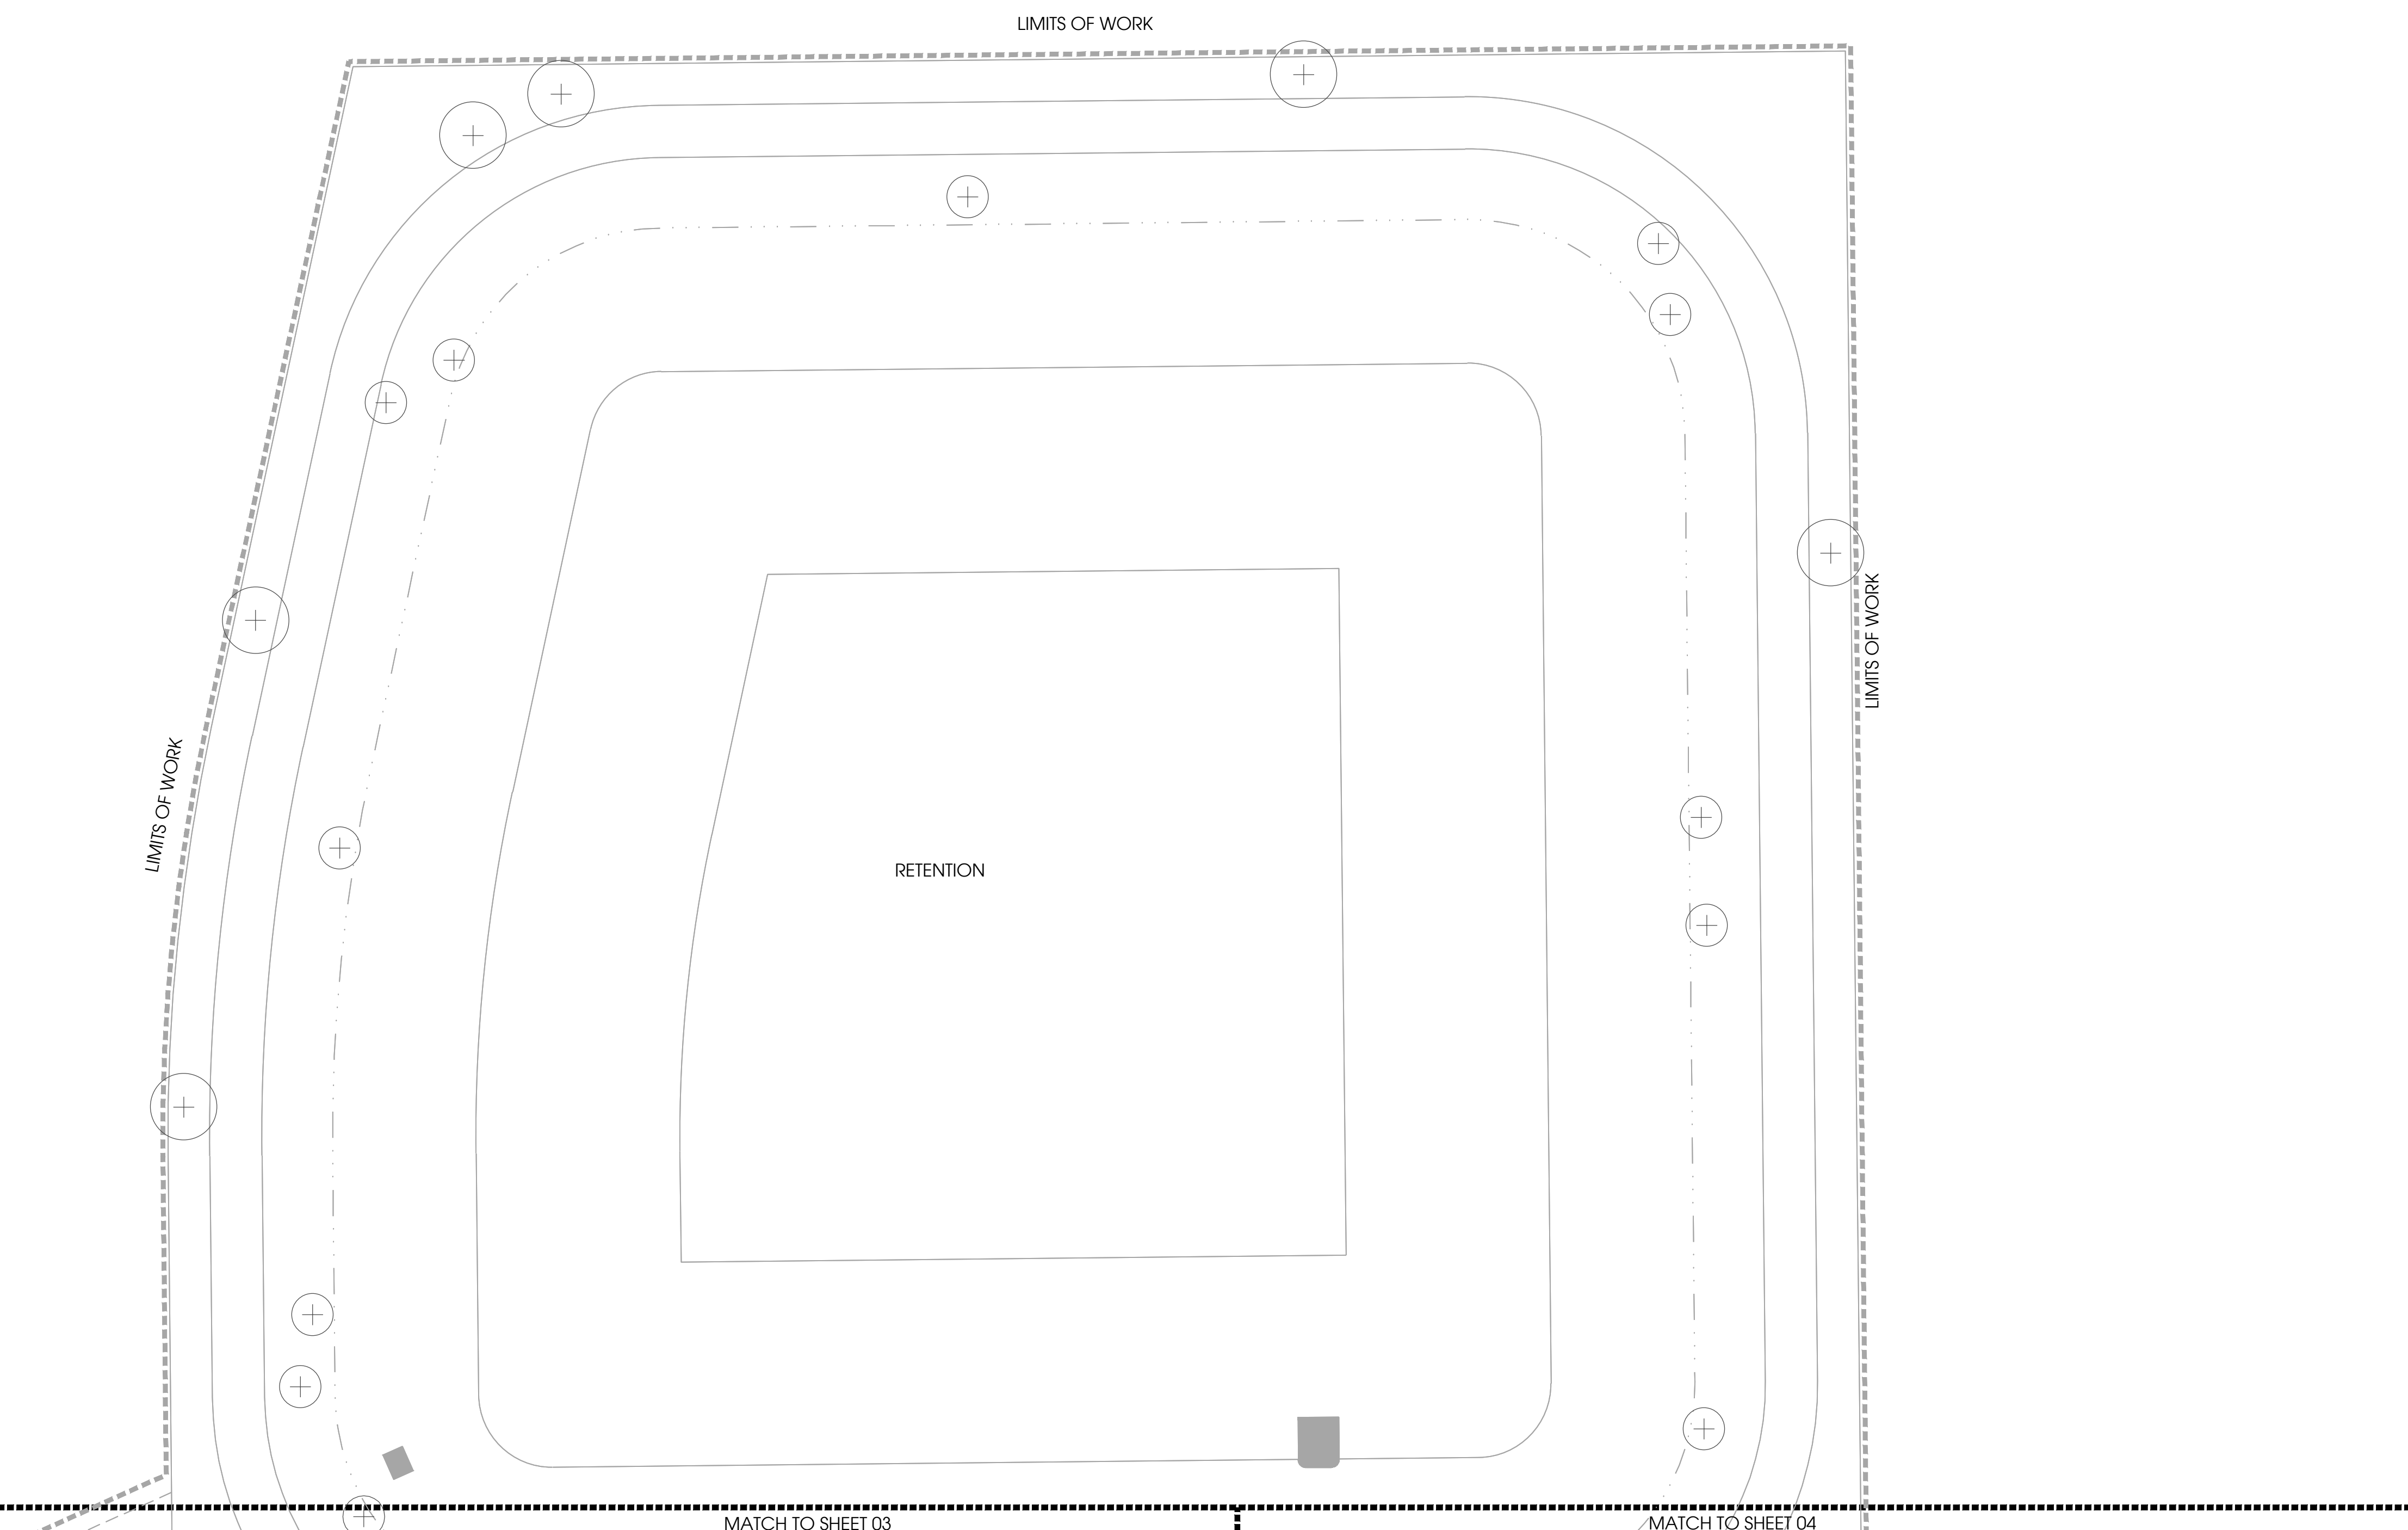 LIMITS OF WORK
LIMITS OF WORK
LIMITS OF WORK
RETENTION
MATCH TO SHEET 03
MATCH TO SHEET 04